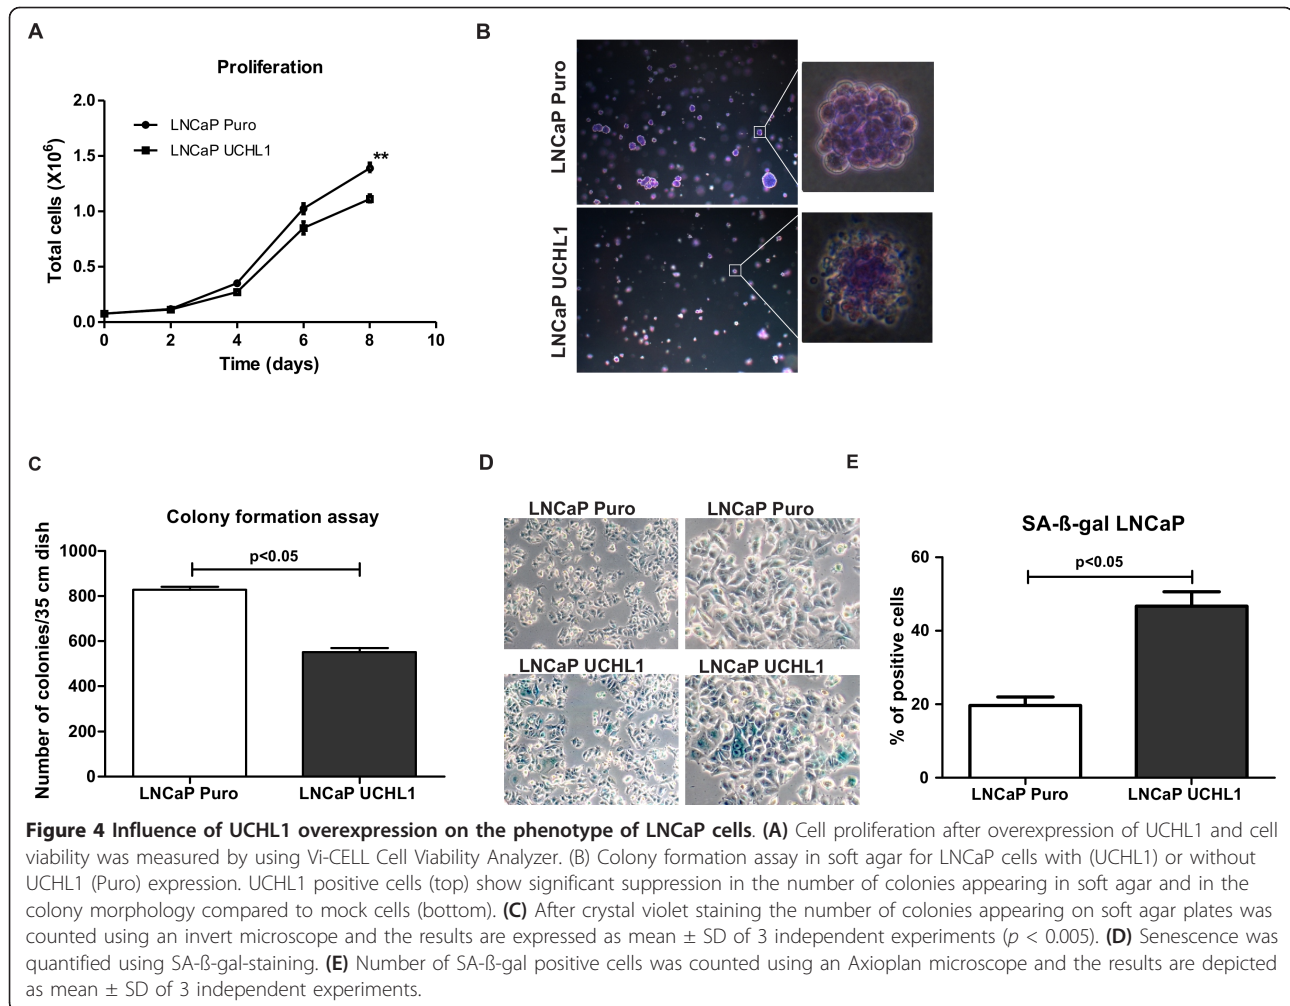 A
Proliferation
2.0
1.5
1.0
0.5
0.0
Total cells (X10⁶)
LNCaP Puro
LNCaP UCHL1
**
0 2 4 6 8 10
Time (days)
B
LNCaP Puro
LNCaP UCHL1
C
Colony formation assay
p<0.05
1000
800
600
400
200
0
Number of colonies/35 cm dish
LNCaP Puro LNCaP UCHL1
D
LNCaP Puro LNCaP Puro
LNCaP UCHL1 LNCaP UCHL1
E
SA-ß-gal LNCaP
p<0.05
60
40
20
0
% of positive cells
LNCaP Puro LNCaP UCHL1
Figure 4 Influence of UCHL1 overexpression on the phenotype of LNCaP cells. (A) Cell proliferation after overexpression of UCHL1 and cell
viability was measured by using Vi-CELL Cell Viability Analyzer. (B) Colony formation assay in soft agar for LNCaP cells with (UCHL1) or without
UCHL1 (Puro) expression. UCHL1 positive cells (top) show significant suppression in the number of colonies appearing in soft agar and in the
colony morphology compared to mock cells (bottom). (C) After crystal violet staining the number of colonies appearing on soft agar plates was
counted using an invert microscope and the results are expressed as mean ± SD of 3 independent experiments (p < 0.005). (D) Senescence was
quantified using SA-ß-gal-staining. (E) Number of SA-ß-gal positive cells was counted using an Axioplan microscope and the results are depicted
as mean ± SD of 3 independent experiments.